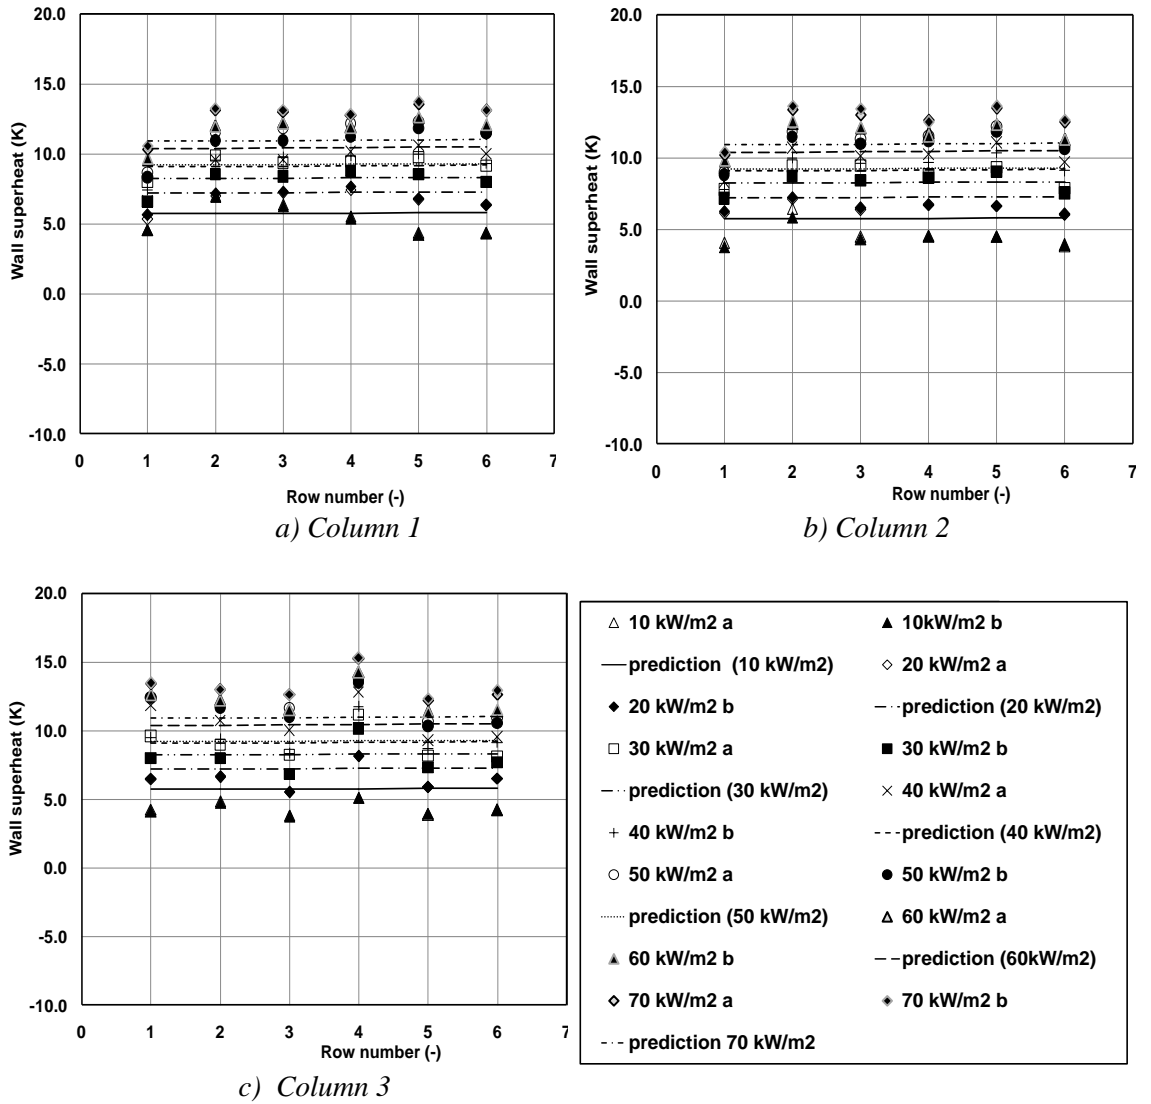 20.0
15.0
10.0
5.0
0.0
-5.0
-10.0
0 1 2 3 4 5 6 7
Wall superheat (K)
Row number (-)
a) Column 1
20.0
15.0
10.0
5.0
0.0
-5.0
-10.0
0 1 2 3 4 5 6 7
Wall superheat (K)
Row number (-)
b) Column 2
20.0
15.0
10.0
5.0
0.0
-5.0
-10.0
0 1 2 3 4 5 6 7
Wall superheat (K)
Row number (-)
c) Column 3
10 kW/m2 a 10kW/m2 b
prediction (10 kW/m2) 20 kW/m2 a
20 kW/m2 b prediction (20 kW/m2)
30 kW/m2 a 30 kW/m2 b
prediction (30 kW/m2) 40 kW/m2 a
40 kW/m2 b prediction (40 kW/m2)
50 kW/m2 a 50 kW/m2 b
prediction (50 kW/m2) 60 kW/m2 a
60 kW/m2 b prediction (60kW/m2)
70 kW/m2 a 70 kW/m2 b
prediction 70 kW/m2